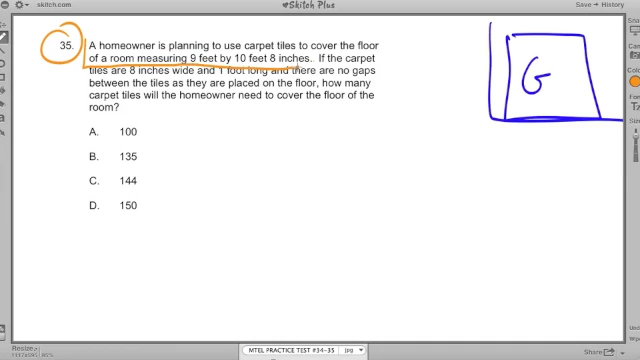 skitch.com
Skitch Plus
→ History
35. A homeowner is planning to use carpet tiles to cover the floor
of a room measuring 9 feet by 10 feet 8 inches. If the carpet
tiles are 8 inches wide and 1 foot long and there are no gaps
between the tiles as they are placed on the floor, how many
carpet tiles will the homeowner need to cover the floor of the
room?
A. 100
B. 135
C. 144
D. 150
G
Resize
MTEL PRACTICE TEST #34-35 jpg
Share